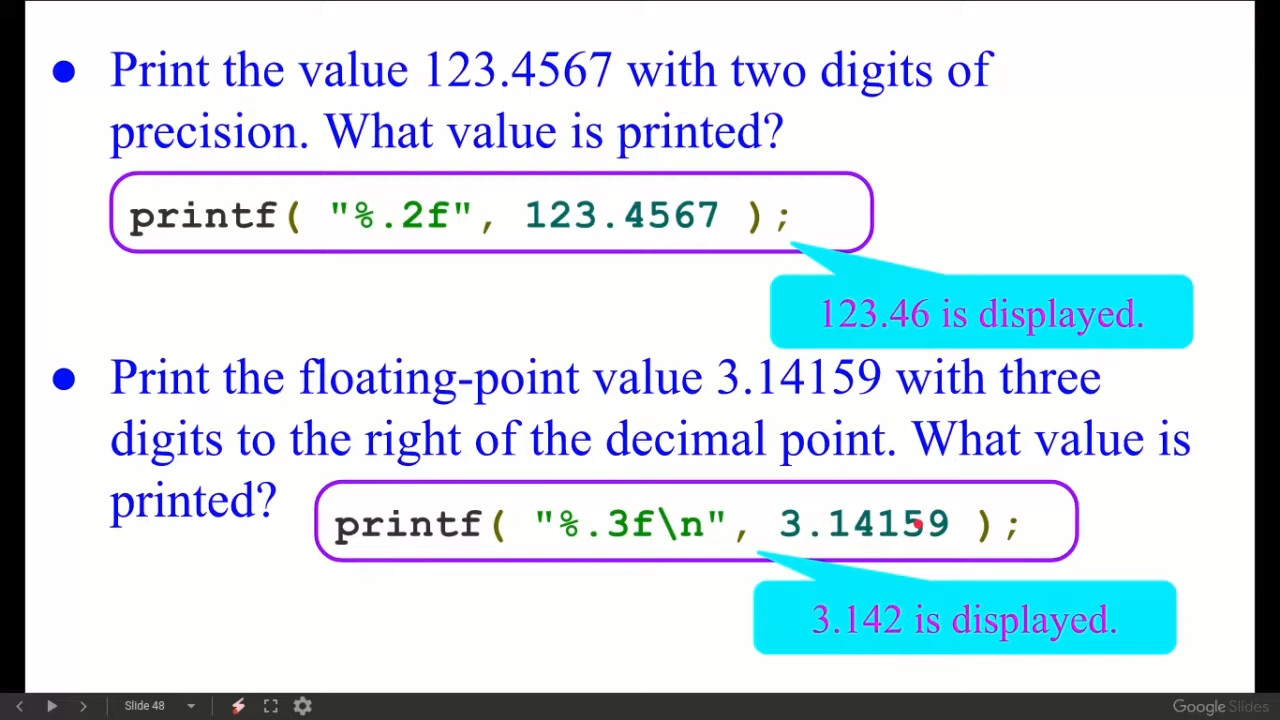 ● Print the value 123.4567 with two digits of
precision. What value is printed?
printf( "%.2f", 123.4567 );
123.46 is displayed.
● Print the floating-point value 3.14159 with three
digits to the right of the decimal point. What value is
printed?
printf( "%.3f\n", 3.14159 );
3.142 is displayed.
Slide 48
Google Slides